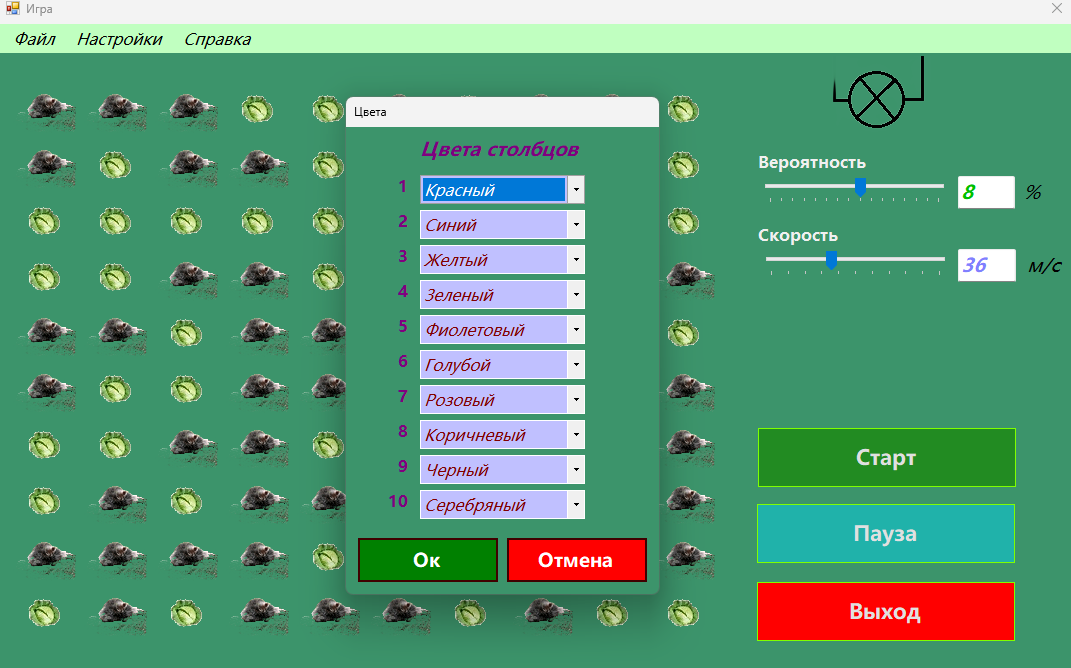 Игра
Файл Настройки Справка
Цвета
Цвета столбцов
1 Красный
2 Синий
3 Желтый
4 Зеленый
5 Фиолетовый
6 Голубой
7 Розовый
8 Коричневый
9 Черный
10 Серебряный
Ок Отмена
Вероятность
8 %
Скорость
36 м/с
Старт
Пауза
Выход